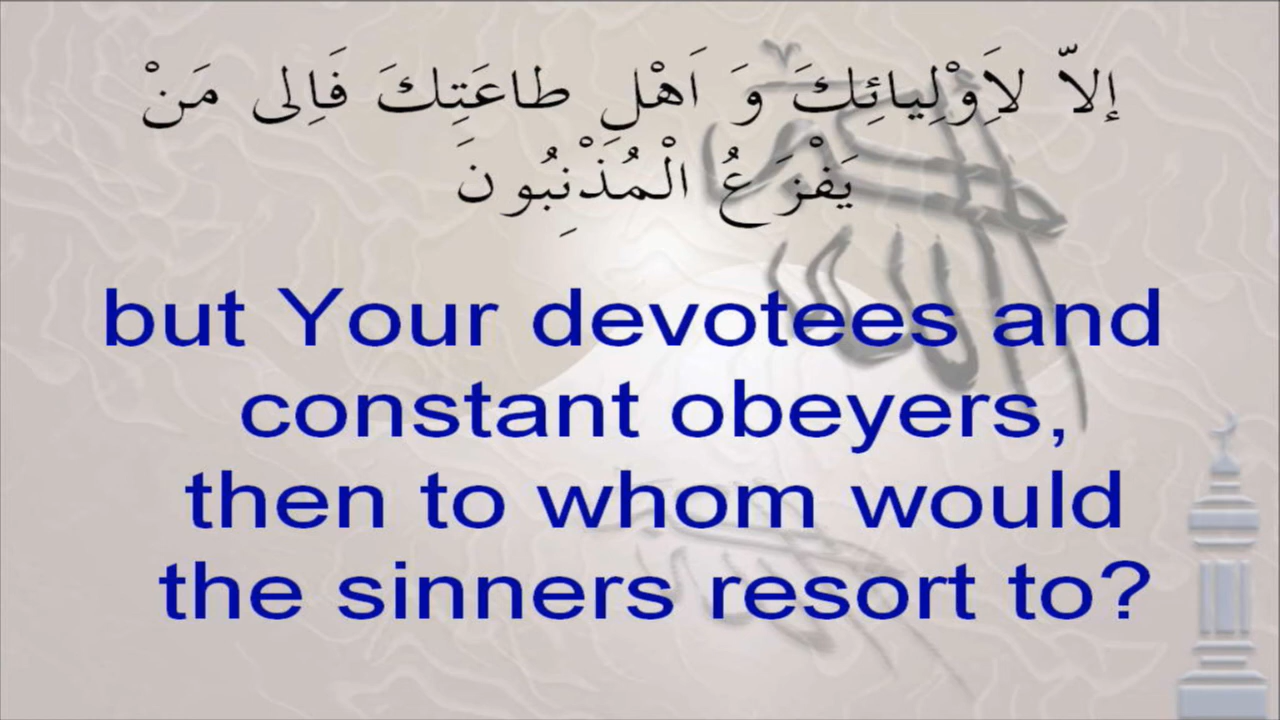 إلاّ لاَِوْلِيائِكَ وَ اَهْلِ طاعَتِكَ فَاِلى مَنْ
يَفْزَعُ الْمُذْنِبُونَ
but Your devotees and
constant obeyers,
then to whom would
the sinners resort to?